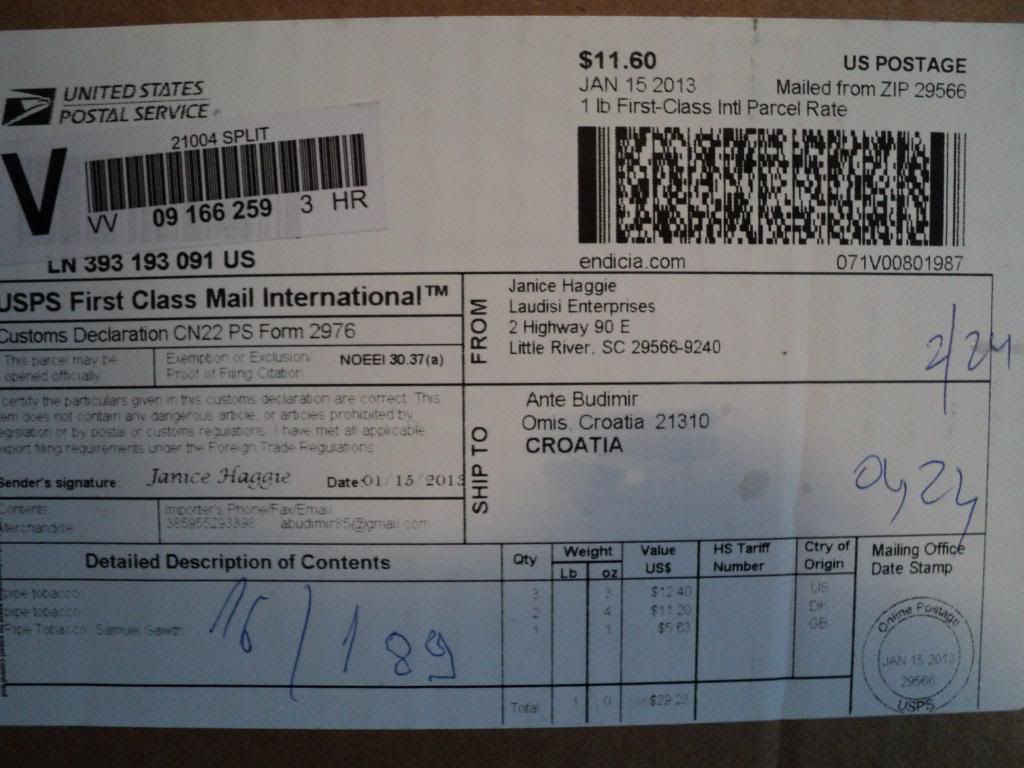 UNITED STATES
POSTAL SERVICE
$11.60
JAN 15 2013
1 lb First-Class Intl Parcel Rate
US POSTAGE
Mailed from ZIP 29566
21004 SPLIT
V
VV 09 166 259 3 HR
LN 393 193 091 US
endicia.com
071V00801987
USPS First Class Mail International™
Customs Declaration CN22 PS Form 2976
This parcel may be
opened officially
Exemption or Exclusion/
Proof of Filing Citation
NOEEI 30.37(a)
certify the particulars given in this customs declaration are correct. This
em does not contain any dangerous article, or articles prohibited by
egislation or by postal or customs regulations. I have met all applicable
export filing requirements under the Foreign Trade Regulations.
Sender's signature: Janice Haggie Date:01/15/2013
Contents:
Merchandise
Importer's Phone/Fax/Email
385955293398 abudimir85@gmail.com
FROM
Janice Haggie
Laudisi Enterprises
2 Highway 90 E
Little River, SC 29566-9240
2/24
SHIP TO
Ante Budimir
Omis, Croatia 21310
CROATIA
Detailed Description of Contents
Qty
Weight
Lb oz
Value
US$
HS Tariff
Number
Ctry of
Origin
pipe tobacco 3 3 $12.40 US
pipe tobacco 2 4 $11.20 DK
Pipe Tobacco: Samuel Gawith 1 1 $5.63 GB
16/189
Total 1 0 $29.23
Mailing Office
Date Stamp
Online Postage
JAN 15 2013
29566
USPS